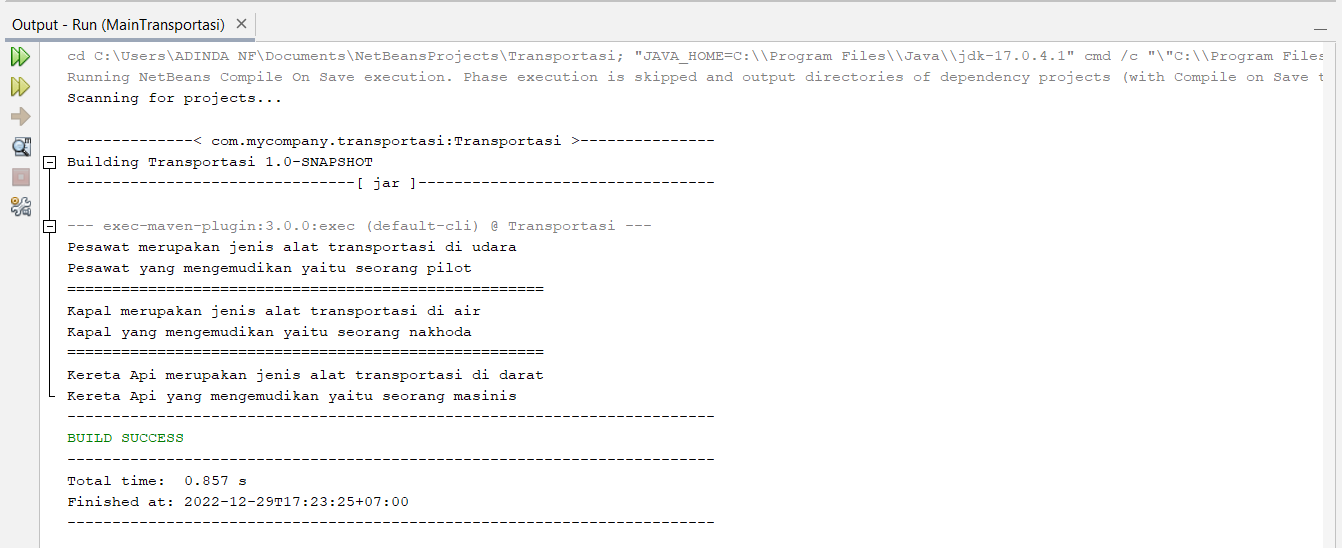 Output - Run (MainTransportasi) ×
cd C:\Users\ADINDA NF\Documents\NetBeansProjects\Transportasi; "JAVA_HOME=C:\\Program Files\\Java\\jdk-17.0.4.1" cmd /c "\"C:\\Program Files
Running NetBeans Compile On Save execution. Phase execution is skipped and output directories of dependency projects (with Compile on Save t
Scanning for projects...
--------------< com.mycompany.transportasi:Transportasi >---------------
Building Transportasi 1.0-SNAPSHOT
--------------------------------[ jar ]---------------------------------
--- exec-maven-plugin:3.0.0:exec (default-cli) @ Transportasi ---
Pesawat merupakan jenis alat transportasi di udara
Pesawat yang mengemudikan yaitu seorang pilot
=====================================================
Kapal merupakan jenis alat transportasi di air
Kapal yang mengemudikan yaitu seorang nakhoda
=====================================================
Kereta Api merupakan jenis alat transportasi di darat
Kereta Api yang mengemudikan yaitu seorang masinis
------------------------------------------------------------------------
BUILD SUCCESS
------------------------------------------------------------------------
Total time:  0.857 s
Finished at: 2022-12-29T17:23:25+07:00
------------------------------------------------------------------------